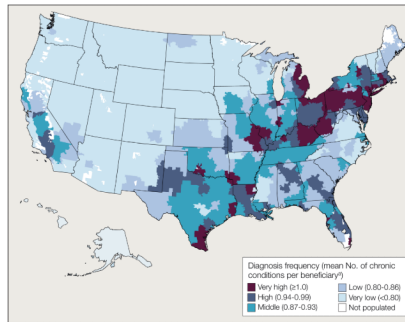 Diagnosis frequency (mean No. of chronic
conditions per beneficiaryᵃ)
Very high (≥1.0)
High (0.94-0.99)
Middle (0.87-0.93)
Low (0.80-0.86)
Very low (<0.80)
Not populated